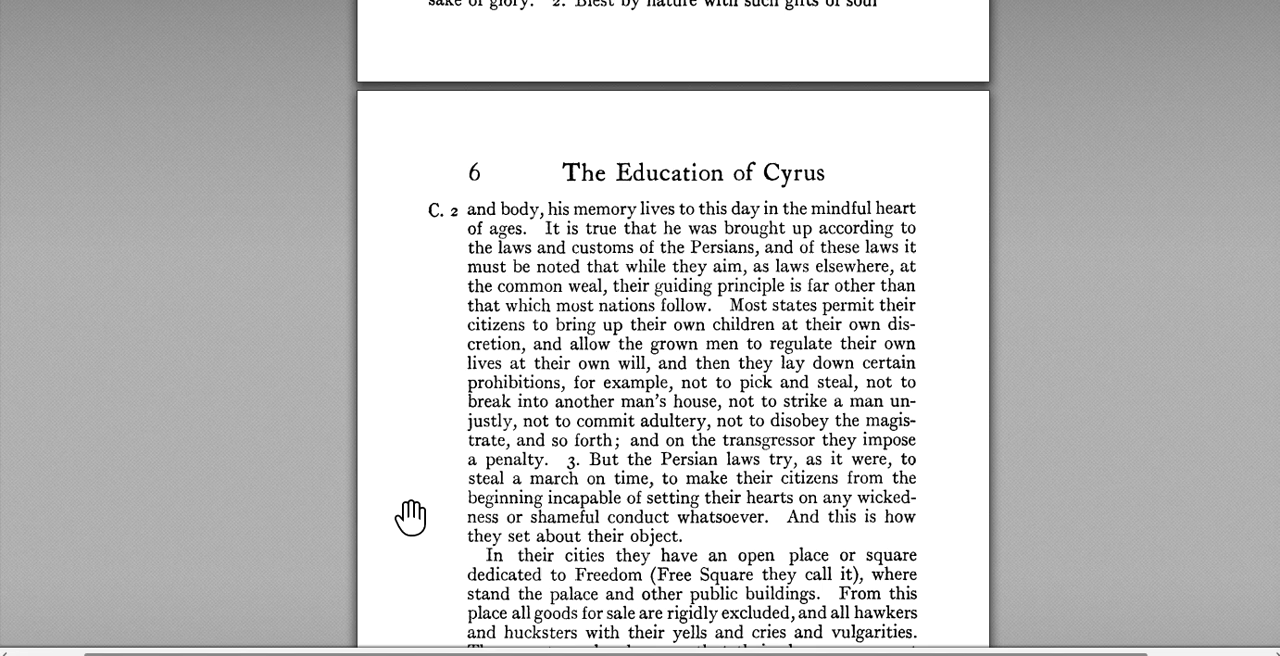 sake of glory. 2. Blest by nature with such gifts of soul
6 The Education of Cyrus
C. 2 and body, his memory lives to this day in the mindful heart
of ages. It is true that he was brought up according to
the laws and customs of the Persians, and of these laws it
must be noted that while they aim, as laws elsewhere, at
the common weal, their guiding principle is far other than
that which most nations follow. Most states permit their
citizens to bring up their own children at their own dis-
cretion, and allow the grown men to regulate their own
lives at their own will, and then they lay down certain
prohibitions, for example, not to pick and steal, not to
break into another man's house, not to strike a man un-
justly, not to commit adultery, not to disobey the magis-
trate, and so forth; and on the transgressor they impose
a penalty. 3. But the Persian laws try, as it were, to
steal a march on time, to make their citizens from the
beginning incapable of setting their hearts on any wicked-
ness or shameful conduct whatsoever. And this is how
they set about their object.
In their cities they have an open place or square
dedicated to Freedom (Free Square they call it), where
stand the palace and other public buildings. From this
place all goods for sale are rigidly excluded, and all hawkers
and hucksters with their yells and cries and vulgarities.